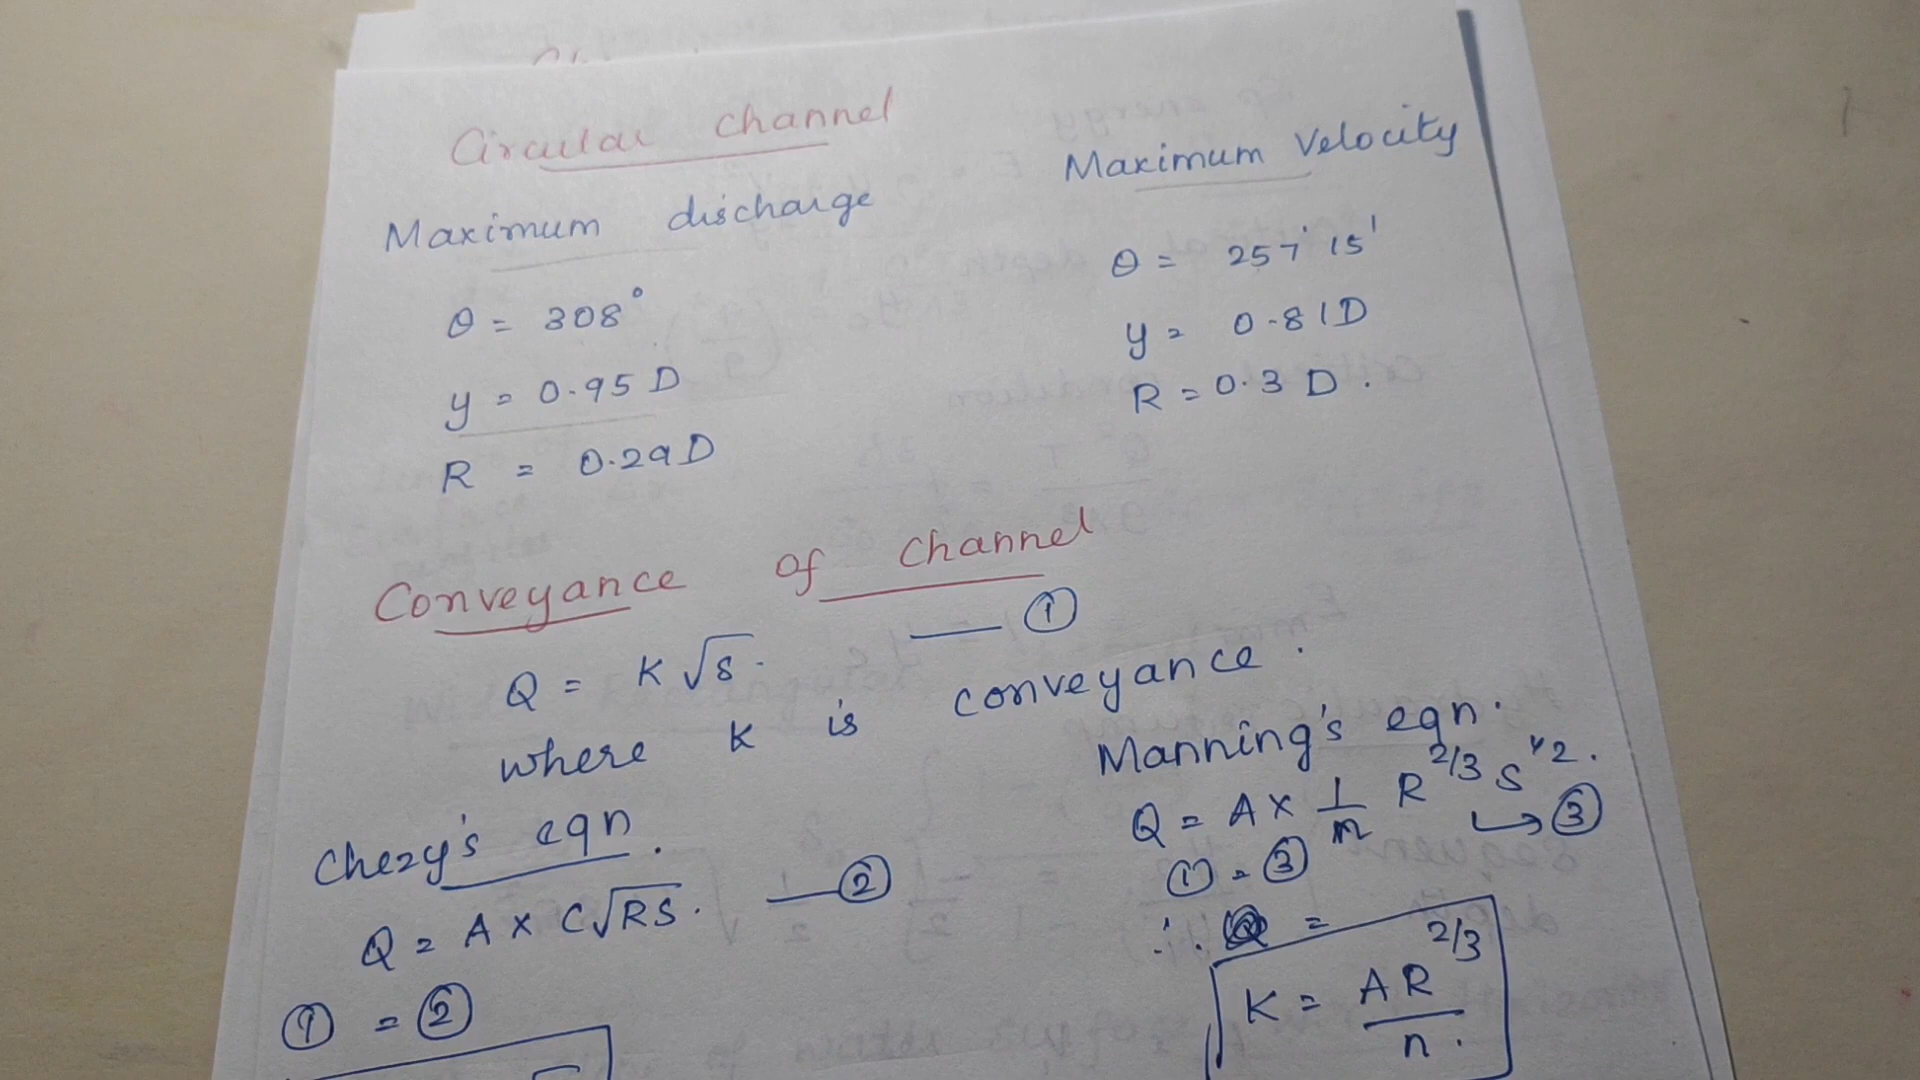 Circular channel
Maximum discharge
θ = 308°
y = 0.95 D
R = 0.29D
Maximum Velocity
θ = 257° 15'
y = 0.81D
R = 0.3 D.
Conveyance of channel
Q = K √S. — ①
where K is conveyance.
Chezy's eqn.
Q = A x C√RS. — ②
① = ②
Manning's eqn.
Q = A x 1/n R^2/3 S^1/2.
↳ ③
① = ③
∴ =
K = AR^2/3 / n.